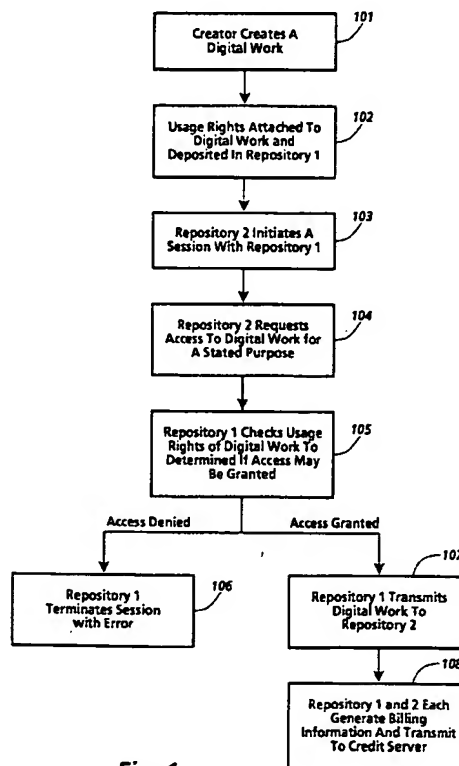 101
Creator Creates A
Digital Work
102
Usage Rights Attached To
Digital Work and
Deposited In Repository 1
103
Repository 2 Initiates A
Session With Repository 1
104
Repository 2 Requests
Access To Digital Work for
A Stated Purpose
105
Repository 1 Checks Usage
Rights of Digital Work To
Determined If Access May
Be Granted
Access Denied
Access Granted
106
Repository 1
Terminates Session
with Error
107
Repository 1 Transmits
Digital Work To
Repository 2
108
Repository 1 and 2 Each
Generate Billing
Information And Transmit
To Credit Server